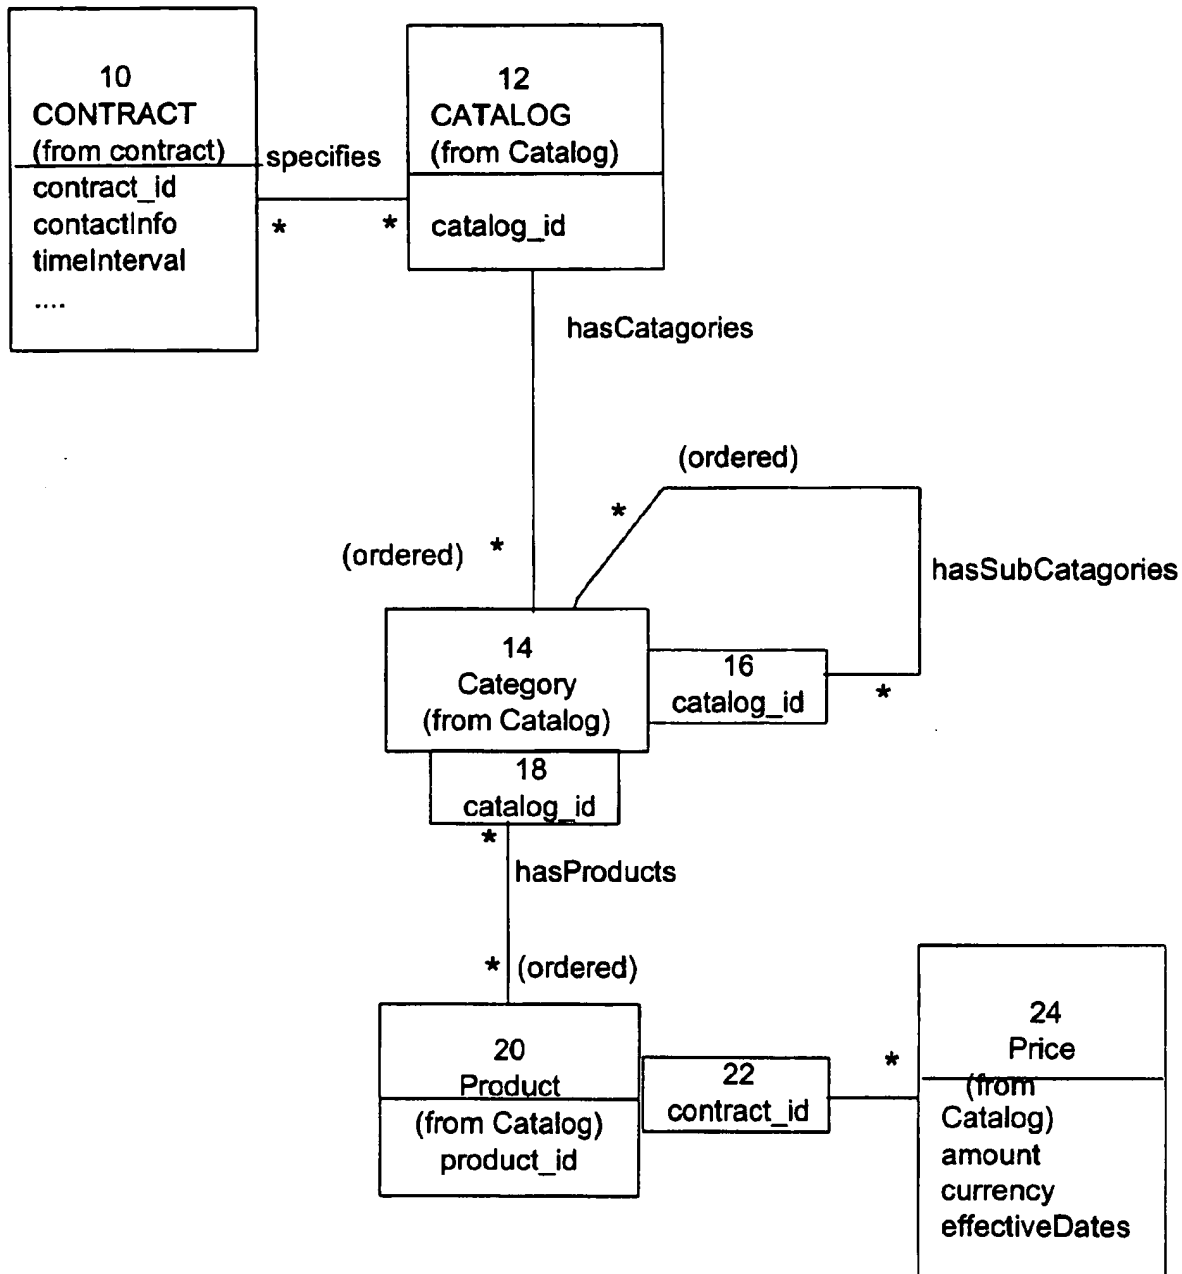 10
CONTRACT
(from contract)
contract_id
contactInfo
timeInterval
....
specifies
*
*
12
CATALOG
(from Catalog)
catalog_id
hasCatagories
(ordered)
*
(ordered)
*
hasSubCatagories
*
14
Category
(from Catalog)
16
catalog_id
18
catalog_id
*
hasProducts
*
(ordered)
20
Product
(from Catalog)
product_id
22
contract_id
*
24
Price
(from
Catalog)
amount
currency
effectiveDates